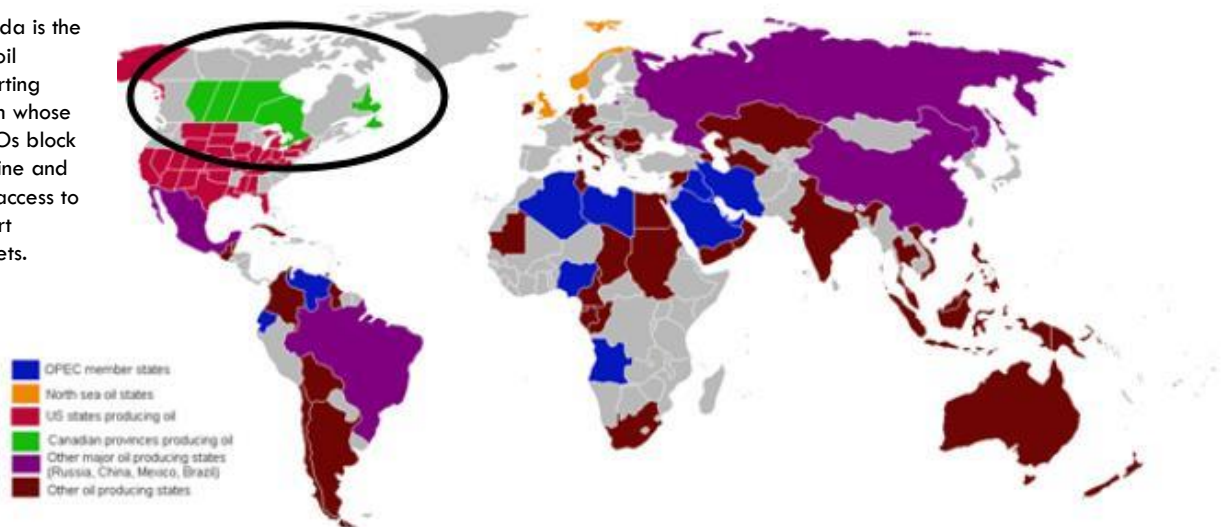 da is the
oil
rting
n whose
Os block
ine and
access to
rt
ets.
OPEC member states
North sea oil states
US states producing oil
Canadian provinces producing oil
Other major oil producing states
(Russia, China, Mexico, Brazil)
Other oil producing states